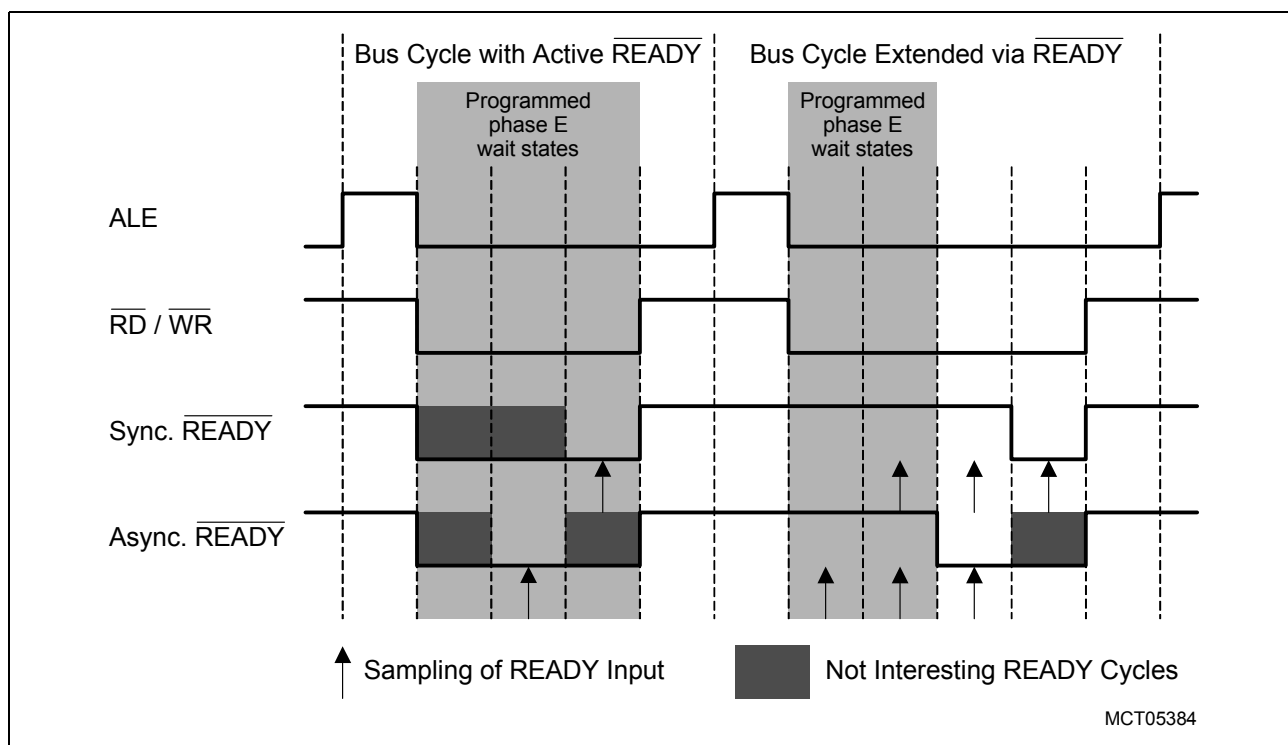 Bus Cycle with Active READY
Bus Cycle Extended via READY
Programmed
phase E
wait states
Programmed
phase E
wait states
ALE
RD / WR
Sync. READY
Async. READY
Sampling of READY Input
Not Interesting READY Cycles
MCT05384